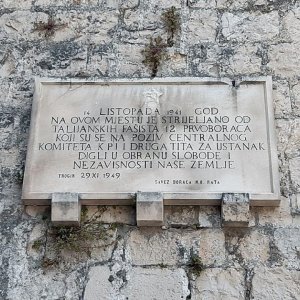 14 LISTOPADA 1941 GOD
NA OVOM MJESTU JE STRIJELJANO OD
TALIJANSKIH FAŠISTA 12 PRVOBORACA
KOJI SU SE NA POZIV CENTRALNOG
KOMITETA K PJ I DRUGA TITA ZA USTANAK
DIGLI U OBRANU SLOBODE I
NEZAVISNOSTI NAŠE ZEMLJE
TROGIR 29 XI 1949
SAVEZ BORACA N.O. RATA